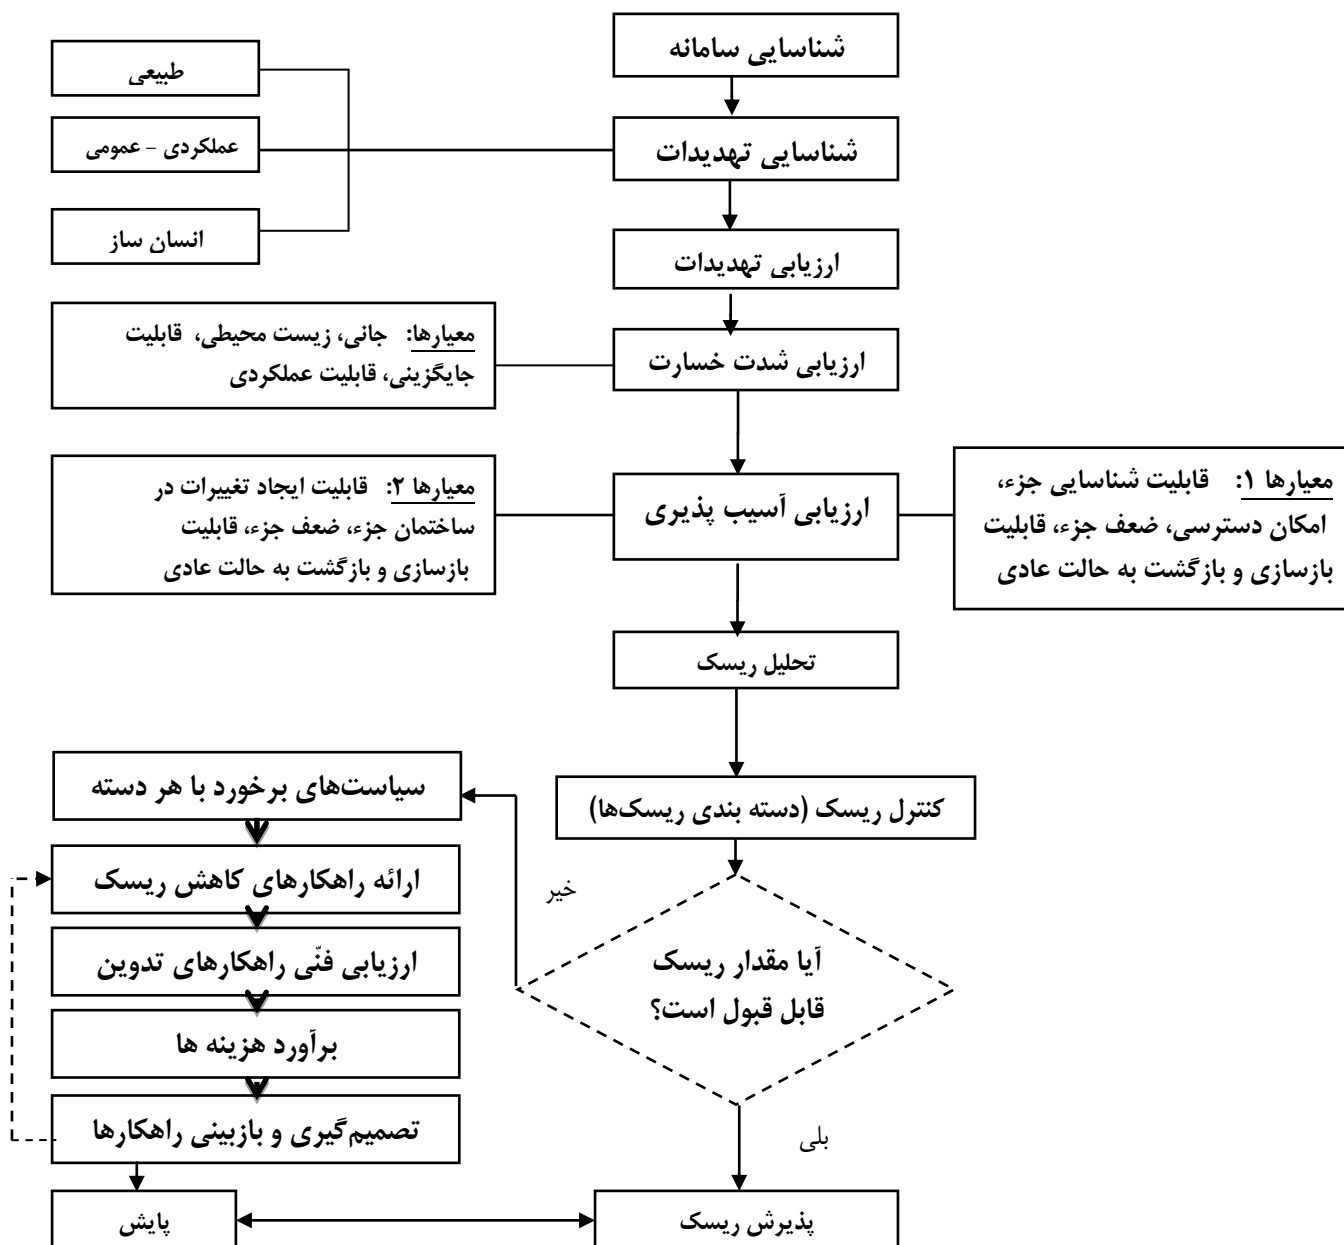 شناسایی سامانه
طبیعی
عملکردی – عمومی
انسان ساز
شناسایی تهدیدات
ارزیابی تهدیدات
معیارها: جانی، زیست محیطی، قابلیت
جایگزینی، قابلیت عملکردی
ارزیابی شدت خسارت
معیارها ۱: قابلیت شناسایی جزء،
امکان دسترسی، ضعف جزء، قابلیت
بازسازی و بازگشت به حالت عادی
ارزیابی آسیب پذیری
معیارها ۲: قابلیت ایجاد تغییرات در
ساختمان جزء، ضعف جزء، قابلیت
بازسازی و بازگشت به حالت عادی
تحلیل ریسک
کنترل ریسک (دسته بندی ریسک‌ها)
آیا مقدار ریسک
قابل قبول است؟
خیر
بلی
سیاست‌های برخورد با هر دسته
ارائه راهکارهای کاهش ریسک
ارزیابی فنّی راهکارهای تدوین
برآورد هزینه ها
تصمیم‌گیری و بازبینی راهکارها
پذیرش ریسک
پایش